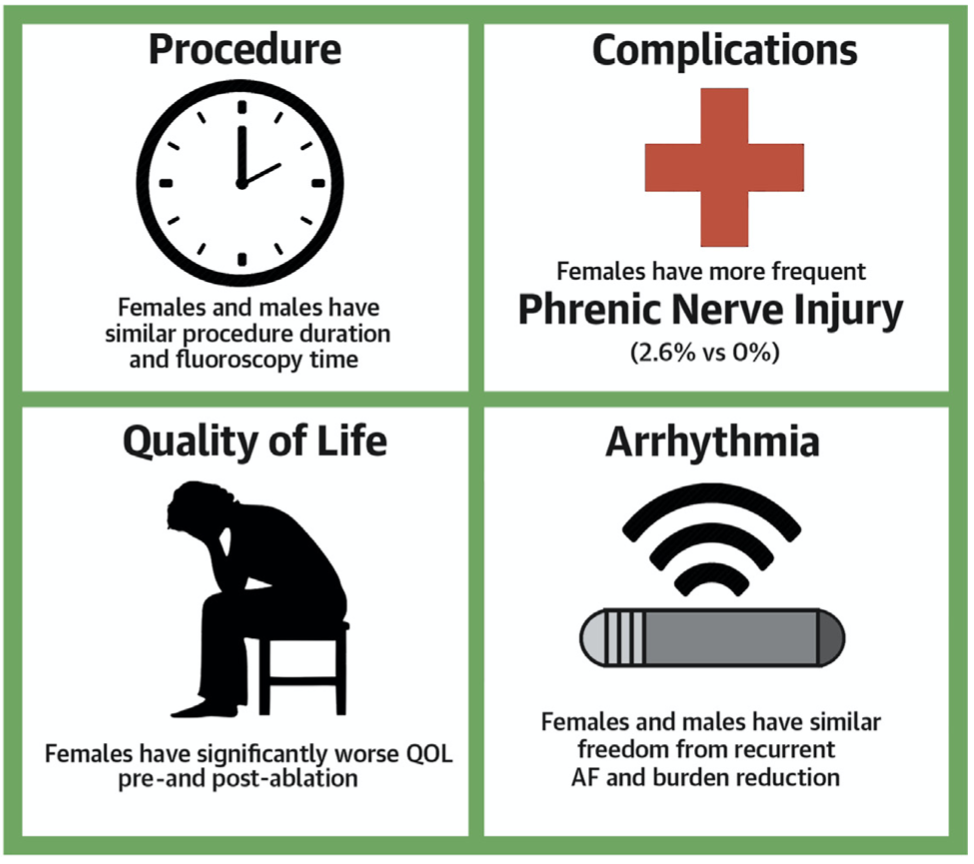 Procedure
Females and males have
similar procedure duration
and fluoroscopy time
Complications
Females have more frequent
Phrenic Nerve Injury
(2.6% vs 0%)
Quality of Life
Females have significantly worse QOL
pre-and post-ablation
Arrhythmia
Females and males have similar
freedom from recurrent
AF and burden reduction